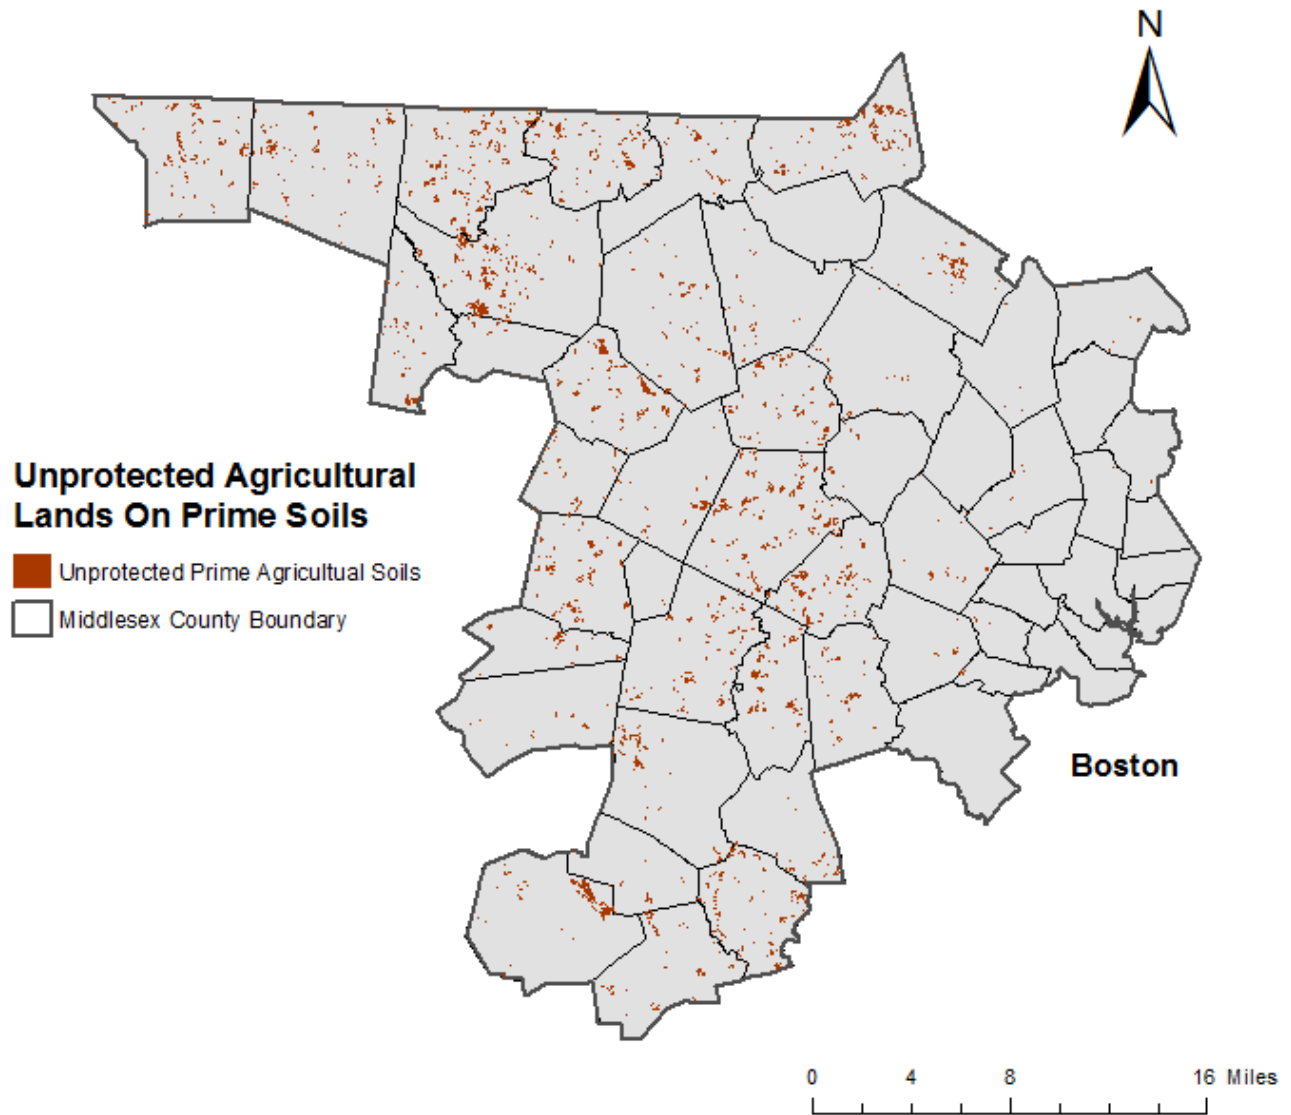 N
Unprotected Agricultural
Lands On Prime Soils
Unprotected Prime Agricultual Soils
Middlesex County Boundary
Boston
0 4 8 16 Miles